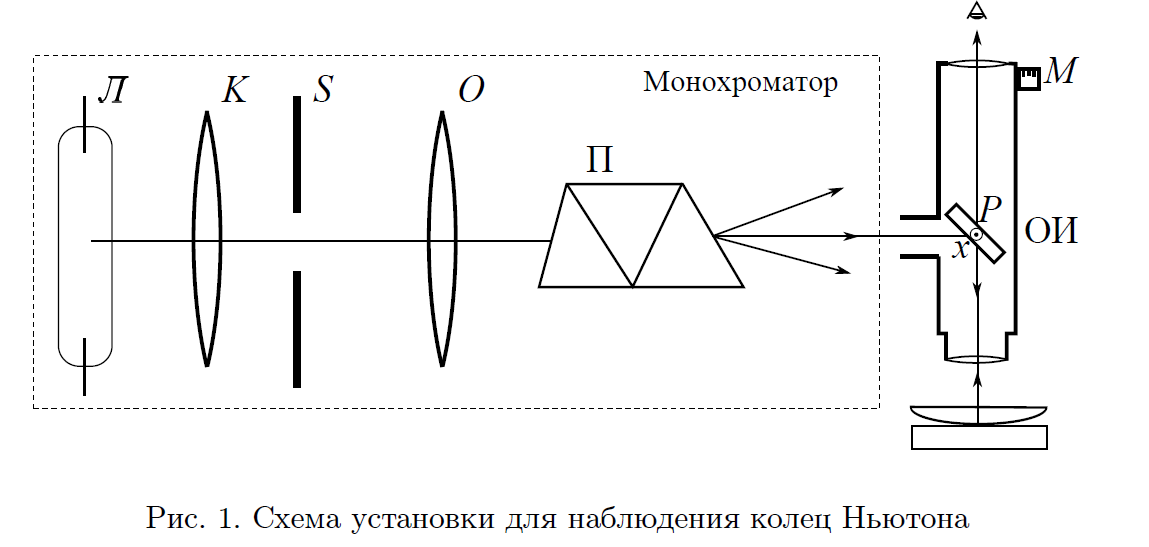 Л K S O Монохроматор M
П P
x ОИ
Рис. 1. Схема установки для наблюдения колец Ньютона